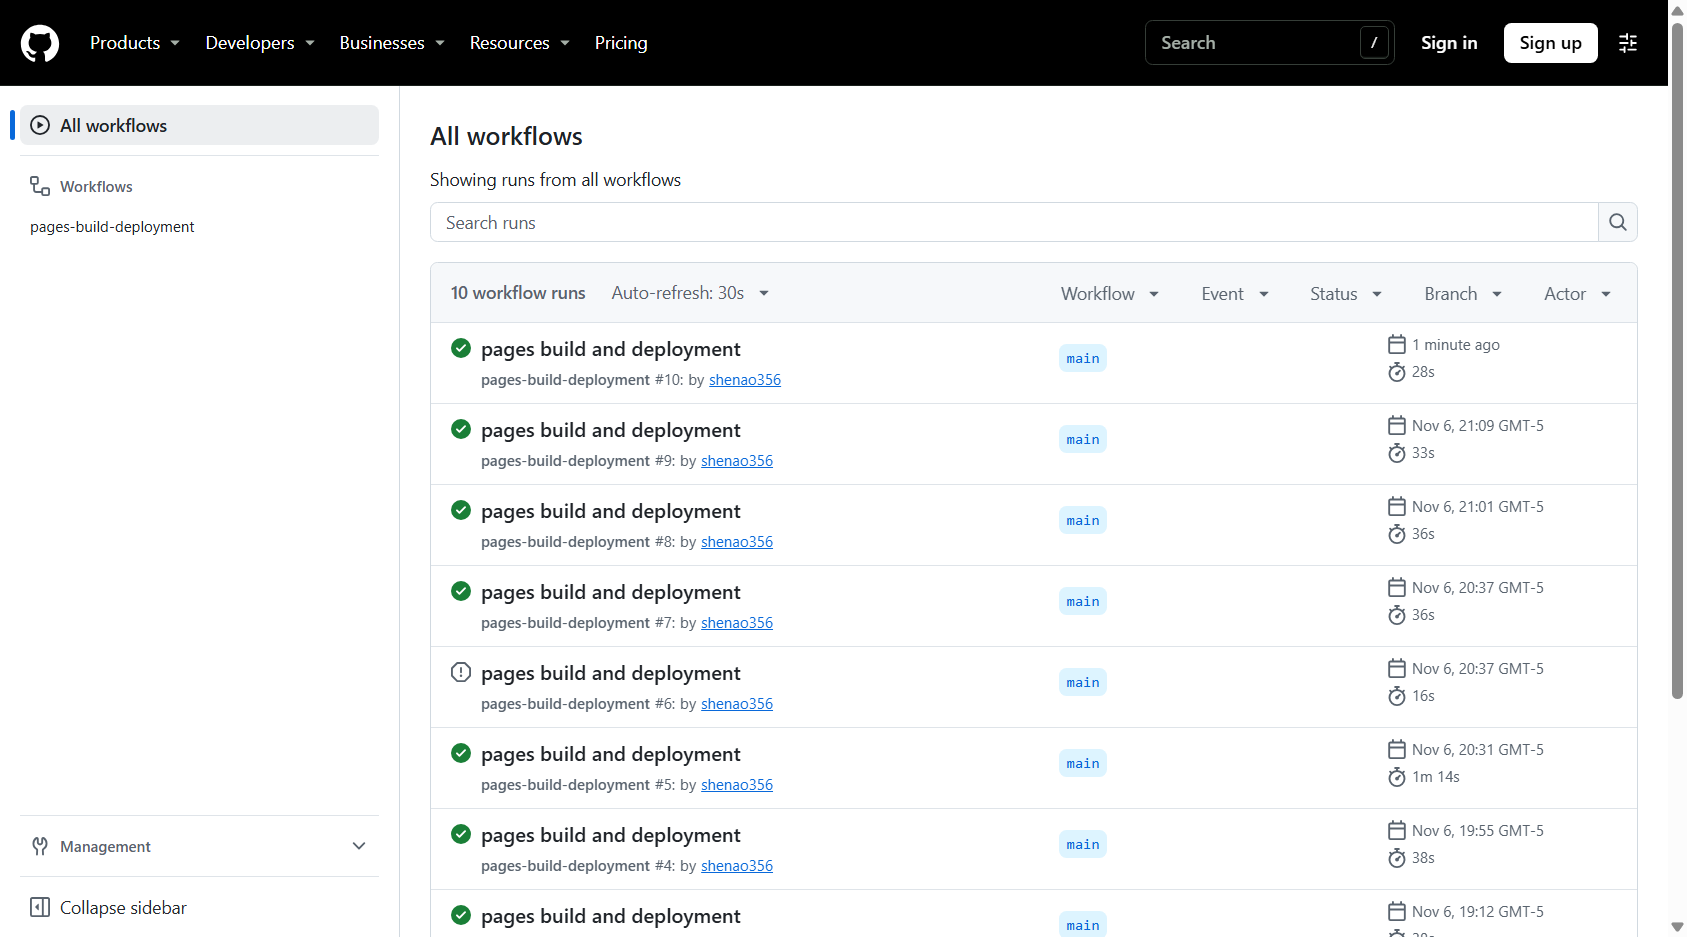 Products
Developers
Businesses
Resources
Pricing
Search /
Sign in
Sign up
All workflows
Workflows
pages-build-deployment
Management
Collapse sidebar
All workflows
Showing runs from all workflows
Search runs
10 workflow runs Auto-refresh: 30s Workflow Event Status Branch Actor
pages build and deployment
pages-build-deployment #10: by shenao356
main
1 minute ago
28s
pages build and deployment
pages-build-deployment #9: by shenao356
main
Nov 6, 21:09 GMT-5
33s
pages build and deployment
pages-build-deployment #8: by shenao356
main
Nov 6, 21:01 GMT-5
36s
pages build and deployment
pages-build-deployment #7: by shenao356
main
Nov 6, 20:37 GMT-5
36s
pages build and deployment
pages-build-deployment #6: by shenao356
main
Nov 6, 20:37 GMT-5
16s
pages build and deployment
pages-build-deployment #5: by shenao356
main
Nov 6, 20:31 GMT-5
1m 14s
pages build and deployment
pages-build-deployment #4: by shenao356
main
Nov 6, 19:55 GMT-5
38s
pages build and deployment
main
Nov 6, 19:12 GMT-5